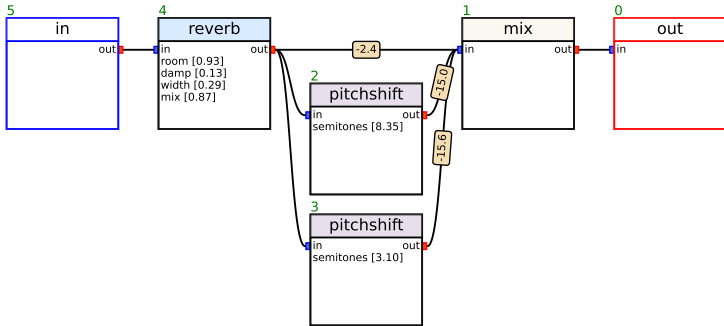 5
in
out
4
reverb
in out
room [0.93]
damp [0.13]
width [0.29]
mix [0.87]
-2.4
-15.0
-15.6
2
pitchshift
in out
semitones [8.35]
3
pitchshift
in out
semitones [3.10]
1
mix
in out
0
out
in